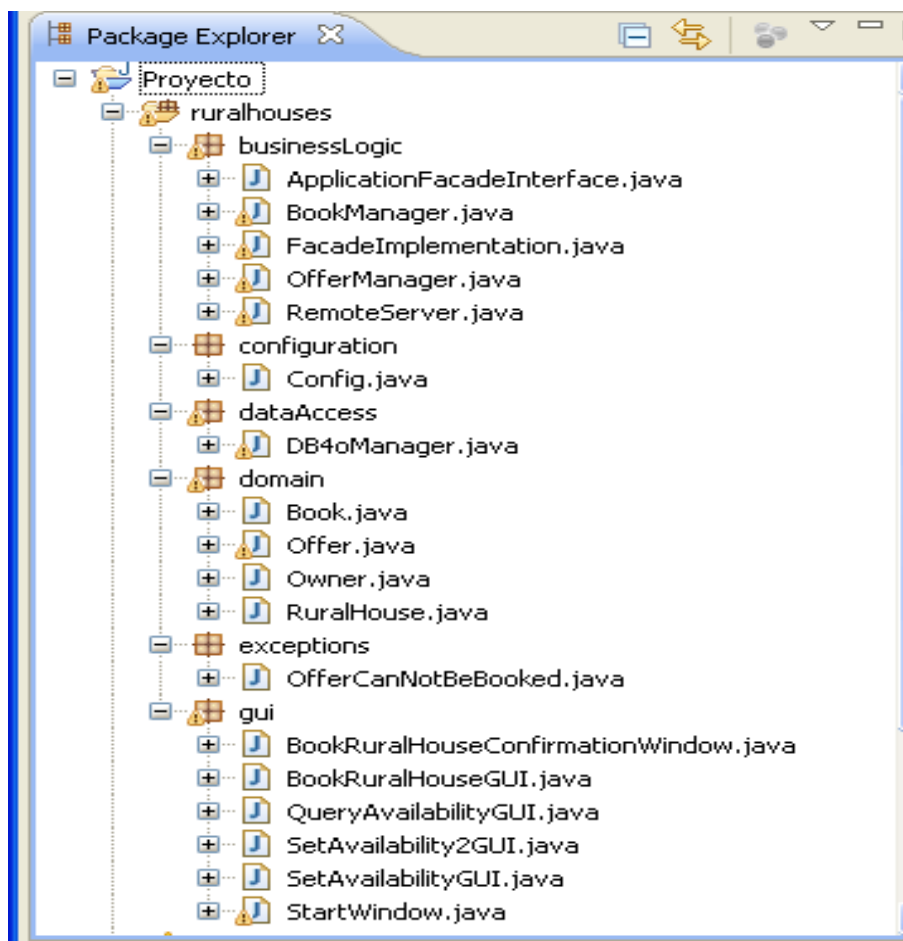 Package Explorer
Proyecto
ruralhouses
businessLogic
ApplicationFacadeInterface.java
BookManager.java
FacadeImplementation.java
OfferManager.java
RemoteServer.java
configuration
Config.java
dataAccess
DB4oManager.java
domain
Book.java
Offer.java
Owner.java
RuralHouse.java
exceptions
OfferCanNotBeBooked.java
gui
BookRuralHouseConfirmationWindow.java
BookRuralHouseGUI.java
QueryAvailabilityGUI.java
SetAvailability2GUI.java
SetAvailabilityGUI.java
StartWindow.java